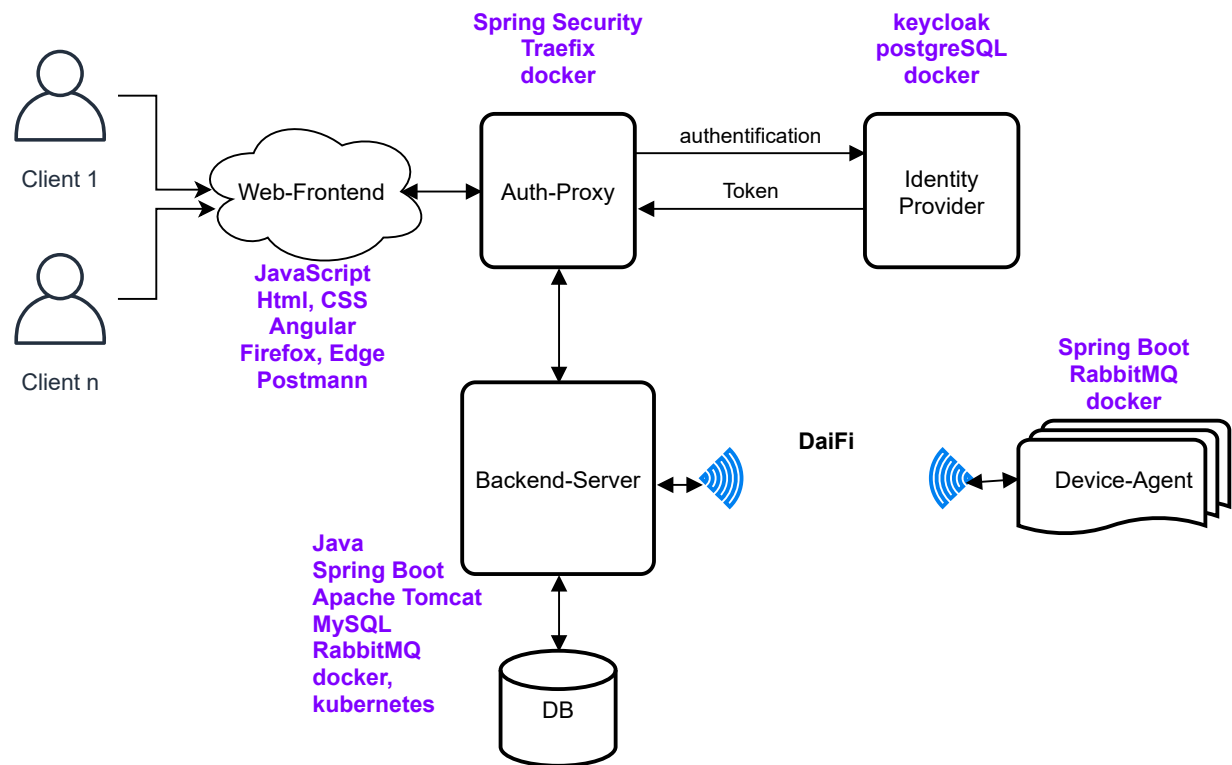 Spring Security
Traefix
docker
keycloak
postgreSQL
docker
Client 1
Web-Frontend
Auth-Proxy
authentification
Token
Identity
Provider
JavaScript
Html, CSS
Angular
Firefox, Edge
Postmann
Client n
Spring Boot
RabbitMQ
docker
Backend-Server
DaiFi
Device-Agent
Java
Spring Boot
Apache Tomcat
MySQL
RabbitMQ
docker,
kubernetes
DB